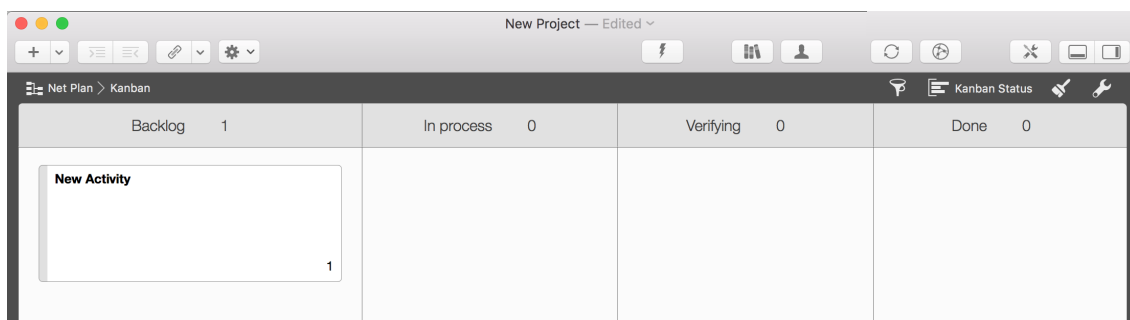 New Project — Edited
Net Plan > Kanban
Kanban Status
Backlog 1
In process 0
Verifying 0
Done 0
New Activity
1